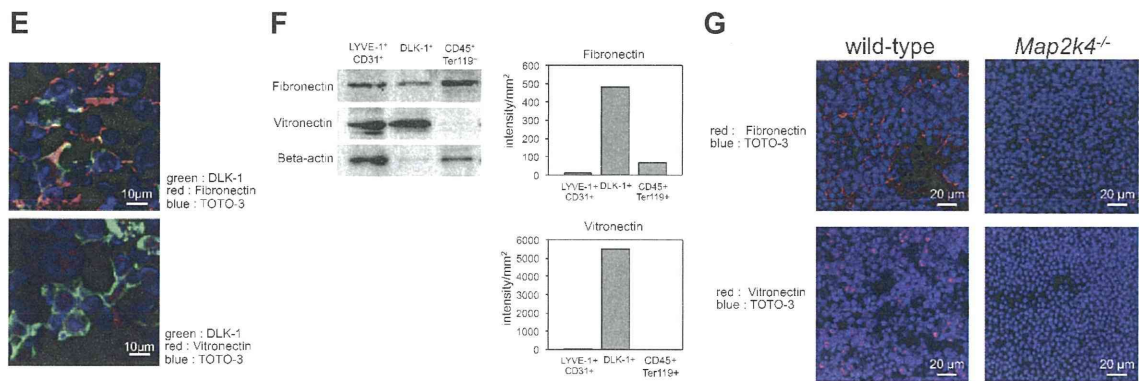 E
10μm
green : DLK-1
red : Fibronectin
blue : TOTO-3
10μm
green : DLK-1
red : Vitronectin
blue : TOTO-3
F
LYVE-1⁺ CD31⁺
DLK-1⁺
CD45⁺ Ter119⁻
Fibronectin
Vitronectin
Beta-actin
Fibronectin
intensity/mm²
600
500
400
300
200
100
0
LYVE-1+ CD31+
DLK-1+
CD45+ Ter119+
Vitronectin
intensity/mm²
6000
5000
4000
3000
2000
1000
0
LYVE-1+ CD31+
DLK-1+
CD45+ Ter119+
G
wild-type
Map2k4⁻/⁻
red : Fibronectin
blue : TOTO-3
20 μm
20 μm
red : Vitronectin
blue : TOTO-3
20 μm
20 μm